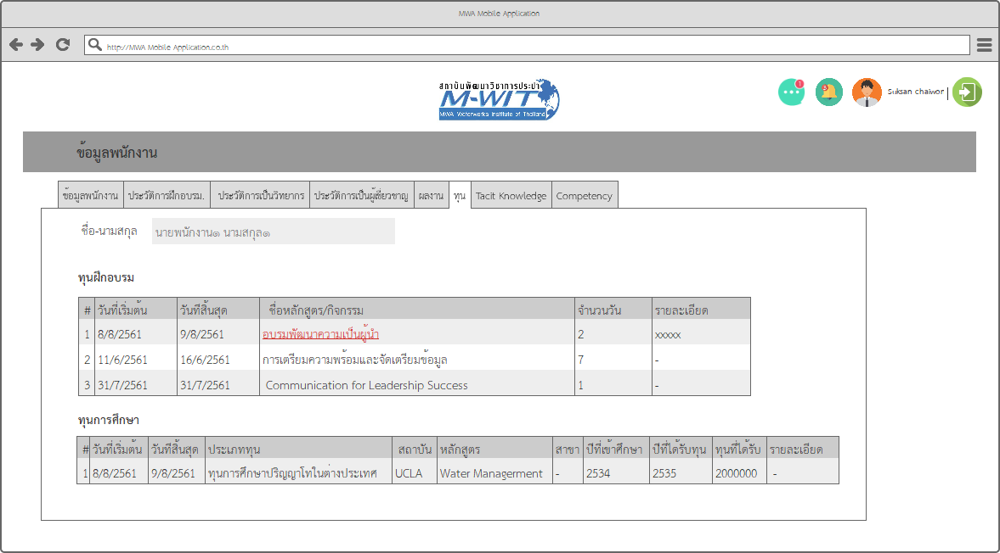 MWA Mobile Application
http://MWA Mobile Application.co.th
สถาบันพัฒนาวิชาการประปา
M-WIT
MWA Waterworks Institute of Thailand
1
3
Suksan chaiwon
ข้อมูลพนักงาน
ข้อมูลพนักงาน ประวัติการฝึกอบรม. ประวัติการเป็นวิทยากร ประวัติการเป็นผู้เชี่ยวชาญ ผลงาน ทุน Tacit Knowledge Competency
ชื่อ-นามสกุล นายพนักงาน๑ นามสกุล๑
ทุนฝึกอบรม
# วันที่เริ่มต้น วันที่สิ้นสุด ชื่อหลักสูตร/กิจกรรม จำนวนวัน รายละเอียด
1 8/8/2561 9/8/2561 อบรมพัฒนาความเป็นผู้นำ 2 xxxxx
2 11/6/2561 16/6/2561 การเตรียมความพร้อมและจัดเตรียมข้อมูล 7 -
3 31/7/2561 31/7/2561 Communication for Leadership Success 1 -
ทุนการศึกษา
# วันที่เริ่มต้น วันที่สิ้นสุด ประเภททุน สถาบัน หลักสูตร สาขา ปีที่เข้าศึกษา ปีที่ได้รับทุน ทุนที่ได้รับ รายละเอียด
1 8/8/2561 9/8/2561 ทุนการศึกษาปริญญาโทในต่างประเทศ UCLA Water Managerment - 2534 2535 2000000 -